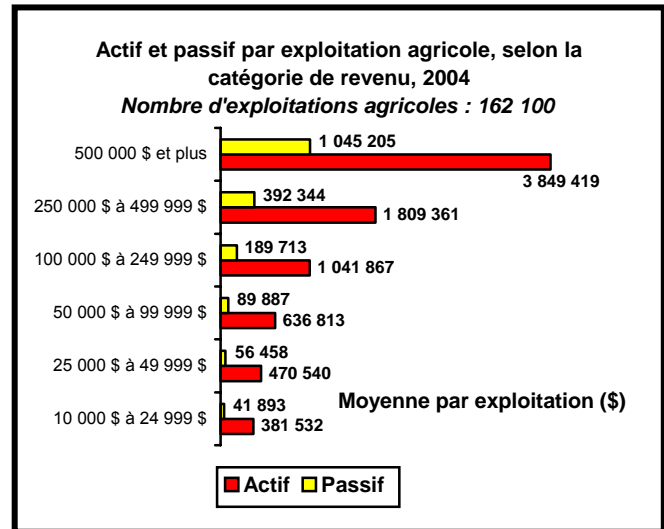 Actif et passif par exploitation agricole, selon la
catégorie de revenu, 2004
Nombre d'exploitations agricoles : 162 100
500 000 $ et plus
1 045 205
3 849 419
250 000 $ à 499 999 $
392 344
1 809 361
100 000 $ à 249 999 $
189 713
1 041 867
50 000 $ à 99 999 $
89 887
636 813
25 000 $ à 49 999 $
56 458
470 540
10 000 $ à 24 999 $
41 893
381 532
Moyenne par exploitation ($)
Actif Passif